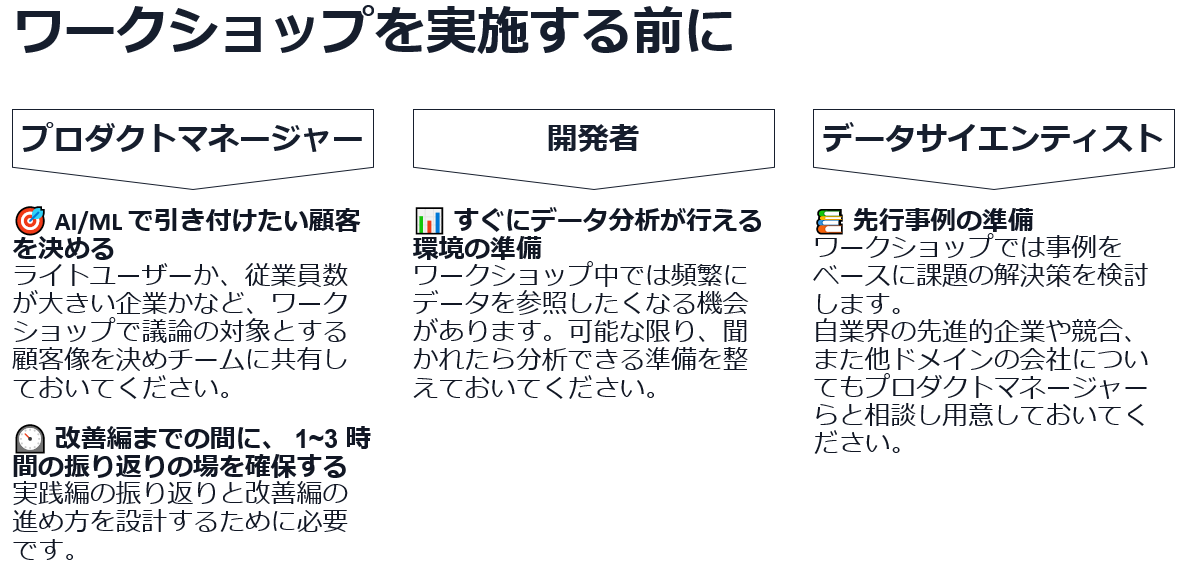 ワークショップを実施する前に
プロダクトマネージャー
🎯 AI/ML で引き付けたい顧客
を決める
ライトユーザーか、従業員数
が大きい企業かなど、ワーク
ショップで議論の対象とする
顧客像を決めチームに共有し
ておいてください。
🕰️ 改善編までの間に、 1~3 時
間の振り返りの場を確保する
実践編の振り返りと改善編の
進め方を設計するために必要
です。
開発者
📊 すぐにデータ分析が行える
環境の準備
ワークショップ中では頻繁に
データを参照したくなる機会
があります。可能な限り、聞
かれたら分析できる準備を整
えておいてください。
データサイエンティスト
📚 先行事例の準備
ワークショップでは事例を
ベースに課題の解決策を検討
します。
自業界の先進的企業や競合、
また他ドメインの会社につい
てもプロダクトマネージャー
らと相談し用意しておいてく
ださい。